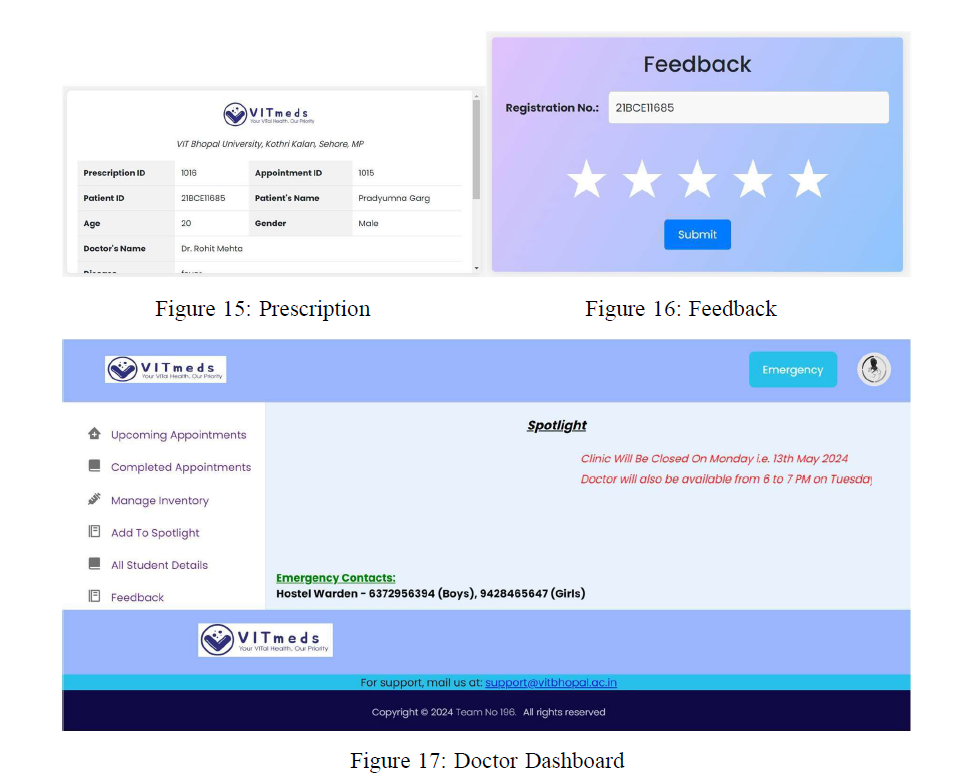 VITmeds
Your VITal Health, Our Priority
VIT Bhopal University, Kothri Kalan, Sehore, MP
Prescription ID 1016 Appointment ID 1015
Patient ID 21BCE11685 Patient's Name Pradyumna Garg
Age 20 Gender Male
Doctor's Name Dr. Rohit Mehta
Disease fever
Figure 15: Prescription
Feedback
Registration No.: 21BCE11685
Submit
Figure 16: Feedback
VITmeds
Your VITal Health, Our Priority
Emergency
Upcoming Appointments
Completed Appointments
Manage Inventory
Add To Spotlight
All Student Details
Feedback
Spotlight
Clinic Will Be Closed On Monday i.e. 13th May 2024
Doctor will also be available from 6 to 7 PM on Tuesday
Emergency Contacts:
Hostel Warden - 6372956394 (Boys), 9428465647 (Girls)
VITmeds
Your VITal Health, Our Priority
For support, mail us at: support@vitbhopal.ac.in
Copyright © 2024 Team No 196. All rights reserved
Figure 17: Doctor Dashboard